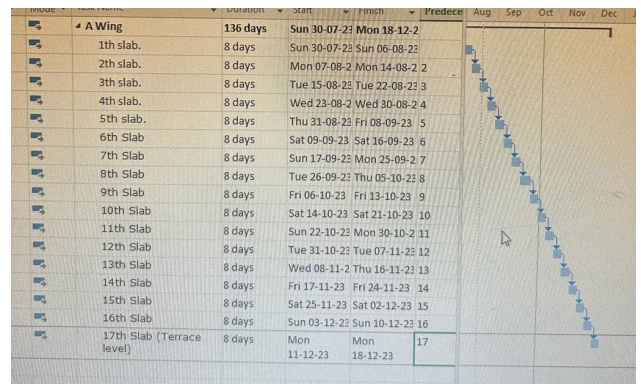 Mode Task Name Duration Start Finish Predece Aug Sep Oct Nov Dec
A Wing 136 days Sun 30-07-23 Mon 18-12-2
1th slab. 8 days Sun 30-07-23 Sun 06-08-23
2th slab. 8 days Mon 07-08-2 Mon 14-08-2 2
3th slab. 8 days Tue 15-08-23 Tue 22-08-23 3
4th slab. 8 days Wed 23-08-2 Wed 30-08-2 4
5th slab. 8 days Thu 31-08-23 Fri 08-09-23 5
6th Slab 8 days Sat 09-09-23 Sat 16-09-23 6
7th Slab 8 days Sun 17-09-23 Mon 25-09-2 7
8th Slab 8 days Tue 26-09-23 Thu 05-10-23 8
9th Slab 8 days Fri 06-10-23 Fri 13-10-23 9
10th Slab 8 days Sat 14-10-23 Sat 21-10-23 10
11th Slab 8 days Sun 22-10-23 Mon 30-10-2 11
12th Slab 8 days Tue 31-10-23 Tue 07-11-23 12
13th Slab 8 days Wed 08-11-2 Thu 16-11-23 13
14th Slab 8 days Fri 17-11-23 Fri 24-11-23 14
15th Slab 8 days Sat 25-11-23 Sat 02-12-23 15
16th Slab 8 days Sun 03-12-23 Sun 10-12-23 16
17th Slab (Terrace 8 days Mon Mon 17
level) 11-12-23 18-12-23